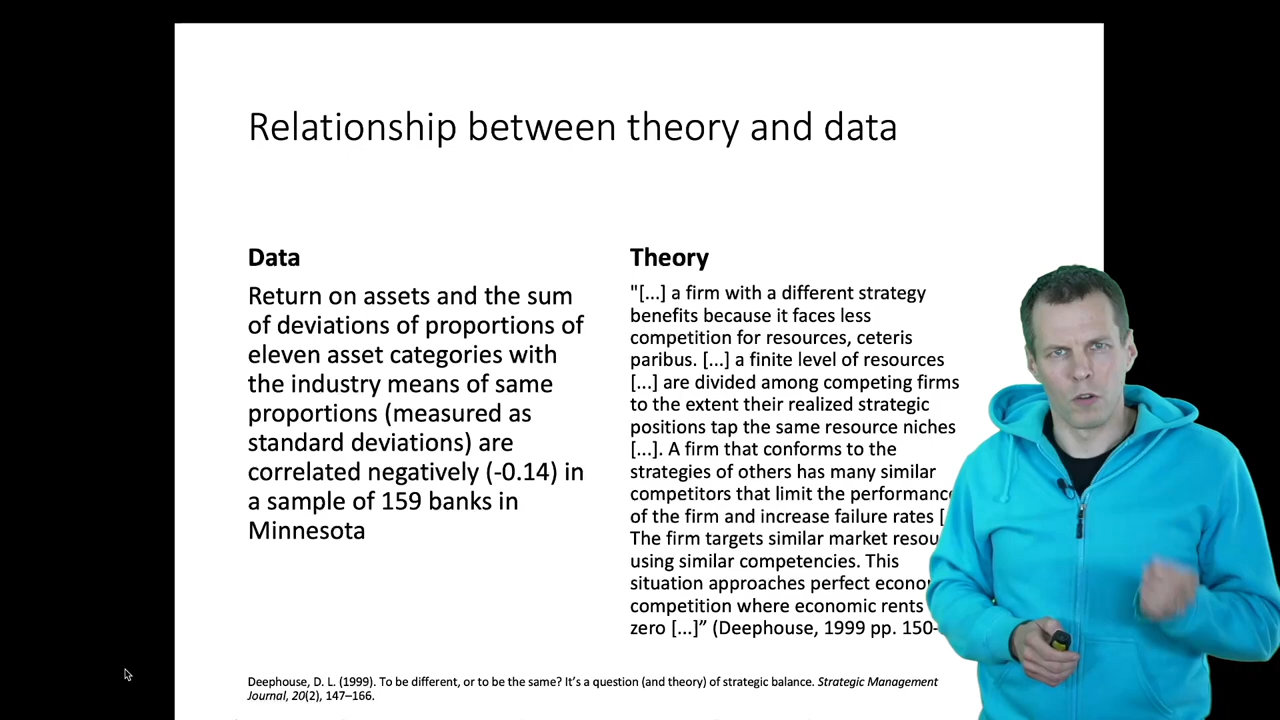 Relationship between theory and data
Data
Return on assets and the sum
of deviations of proportions of
eleven asset categories with
the industry means of same
proportions (measured as
standard deviations) are
correlated negatively (-0.14) in
a sample of 159 banks in
Minnesota
Theory
"[...] a firm with a different strategy
benefits because it faces less
competition for resources, ceteris
paribus. [...] a finite level of resources
[...] are divided among competing firms
to the extent their realized strategic
positions tap the same resource niches
[...]. A firm that conforms to the
strategies of others has many similar
competitors that limit the performance
of the firm and increase failure rates [
The firm targets similar market
using similar competencies. This
situation approaches perfect
competition where economic rents
zero [...]” (Deephouse, 1999 pp. 150-
Deephouse, D. L. (1999). To be different, or to be the same? It’s a question (and theory) of strategic balance. Strategic Management
Journal, 20(2), 147–166.